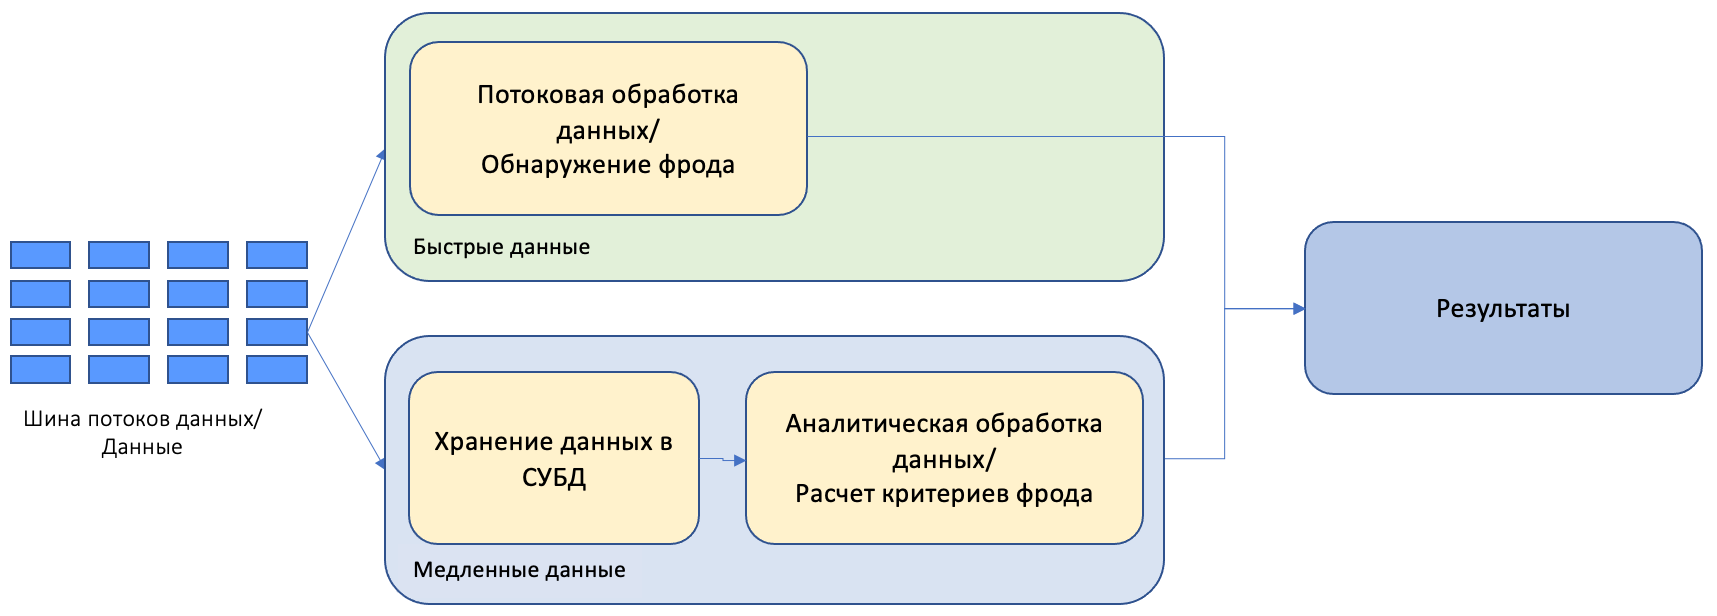 Потоковая обработка
данных/
Обнаружение фрода
Быстрые данные
Шина потоков данных/
Данные
Хранение данных в
СУБД
Аналитическая обработка
данных/
Расчет критериев фрода
Медленные данные
Результаты